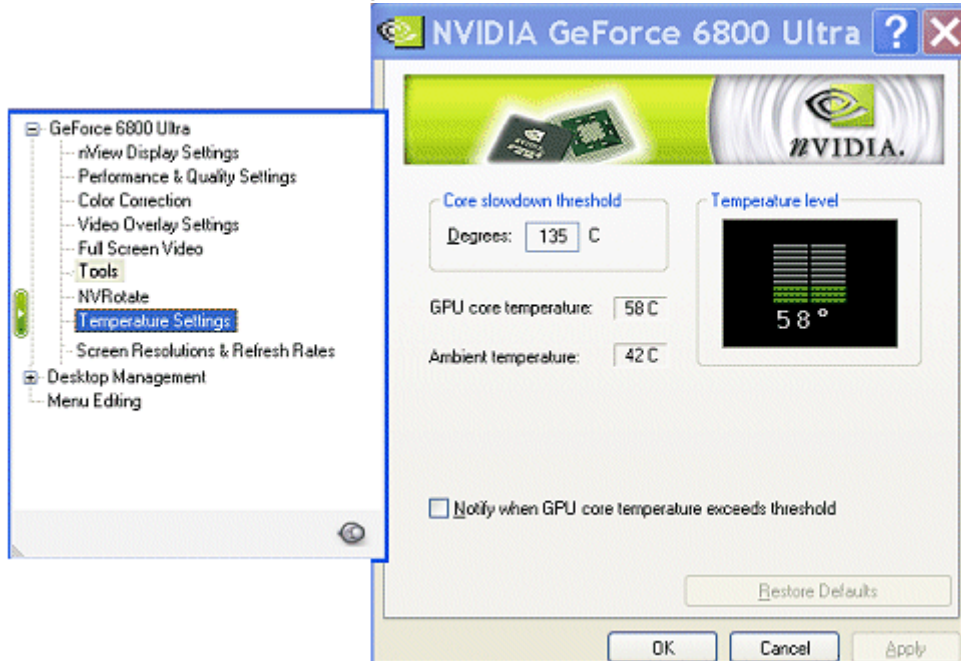 NVIDIA GeForce 6800 Ultra
nVIDIA.
GeForce 6800 Ultra
nView Display Settings
Performance & Quality Settings
Color Correction
Video Overlay Settings
Full Screen Video
Tools
NVRotate
Temperature Settings
Screen Resolutions & Refresh Rates
Desktop Management
Menu Editing
Core slowdown threshold
Degrees: 135 C
GPU core temperature: 58 C
Ambient temperature: 42 C
Temperature level
58°
Notify when GPU core temperature exceeds threshold
Restore Defaults
OK Cancel Apply